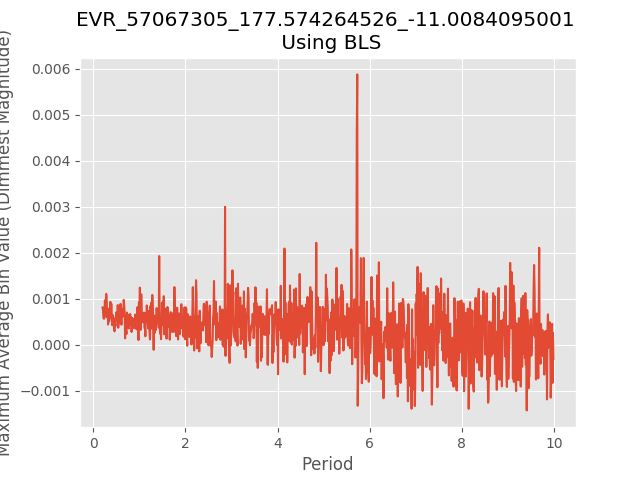 EVR_57067305_177.574264526_-11.0084095001
Using BLS
Maximum Average Bin Value (Dimmest Magnitude)
0.006
0.005
0.004
0.003
0.002
0.001
0.000
−0.001
0 2 4 6 8 10
Period